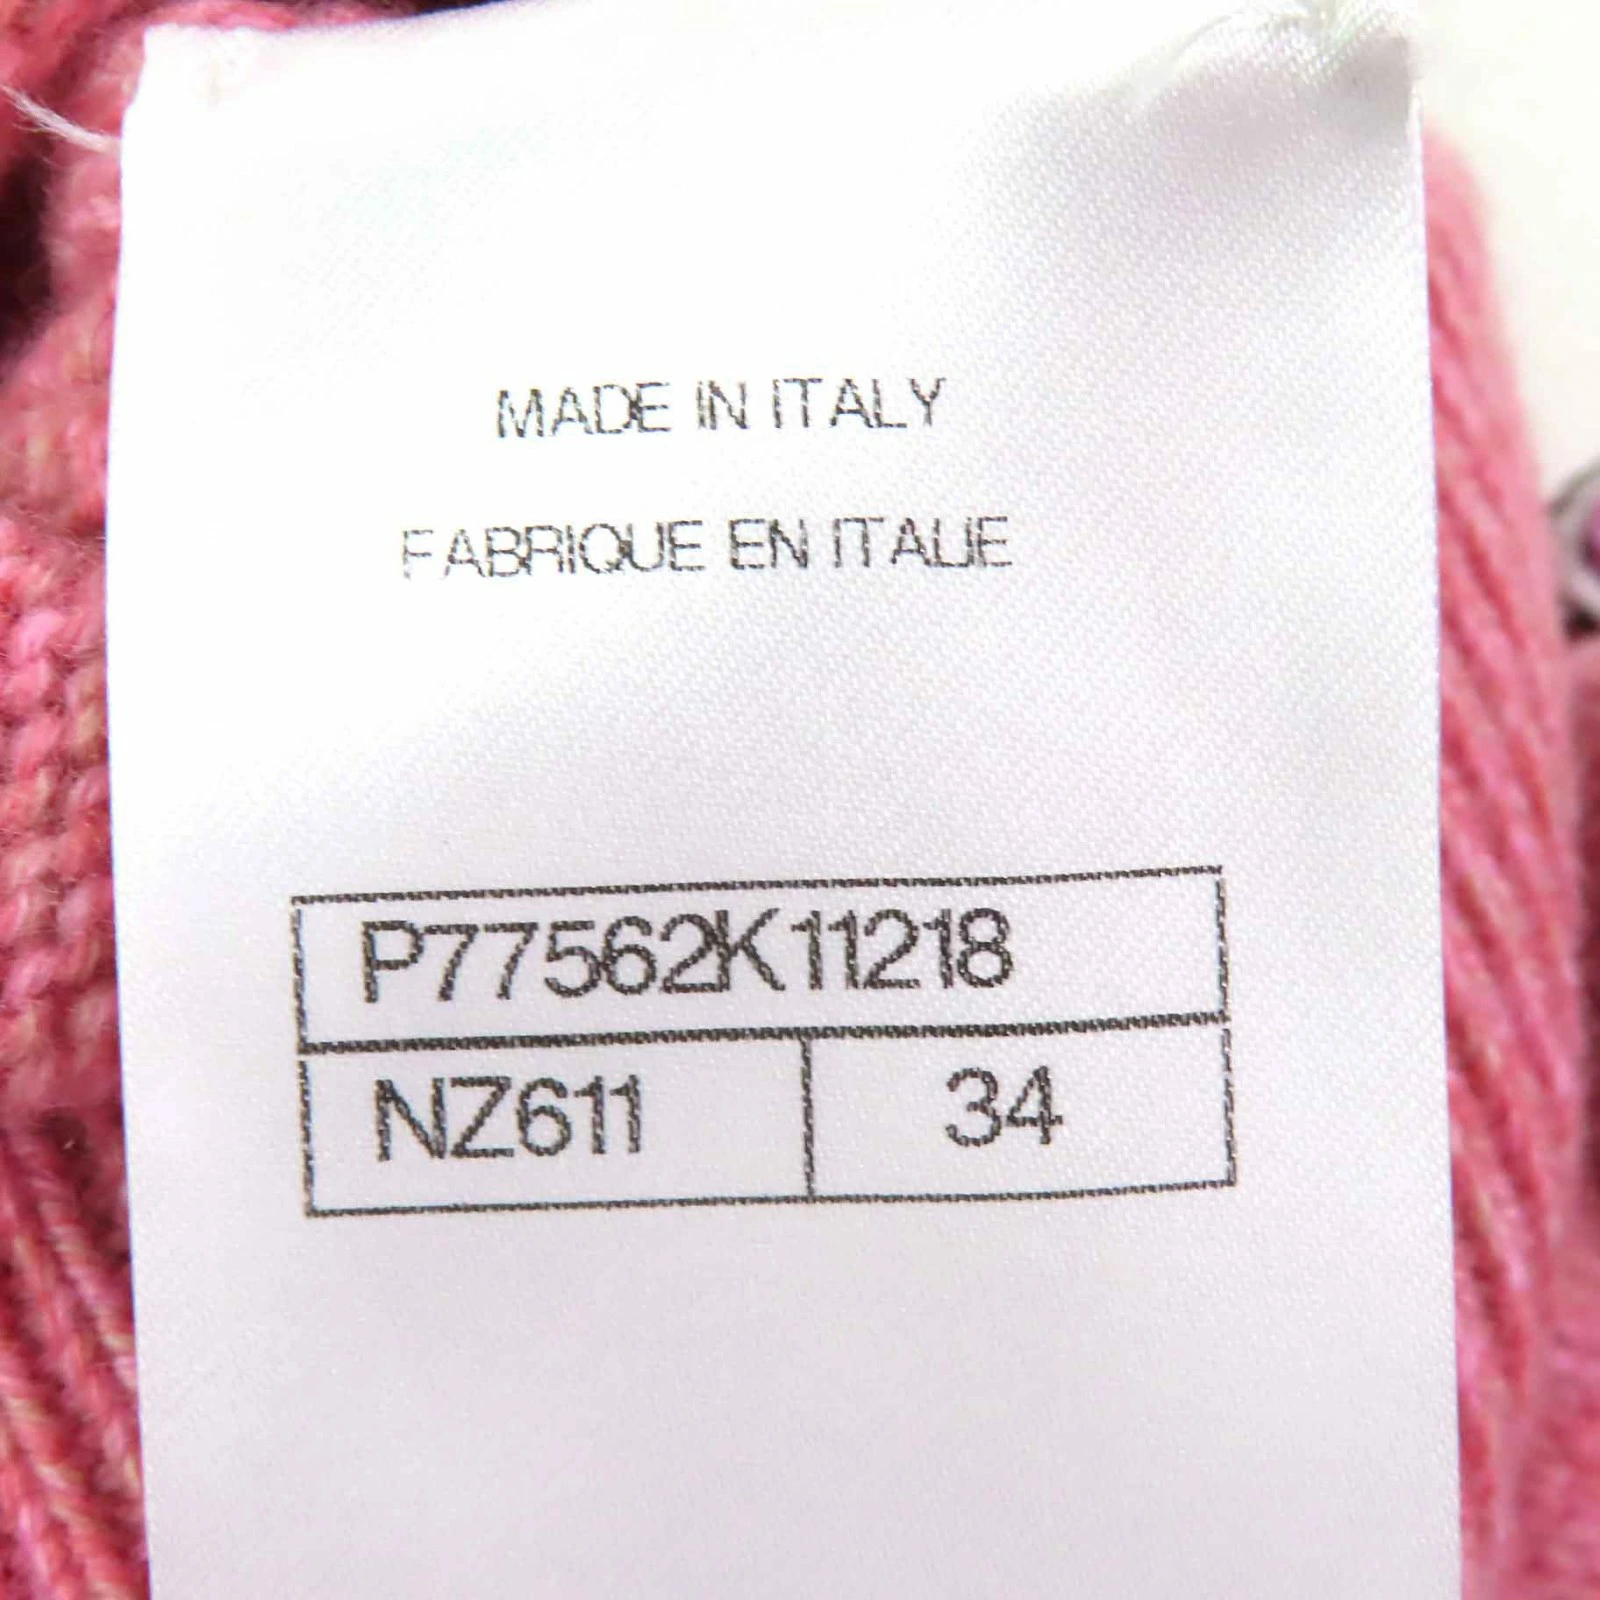 MADE IN ITALY
FABRIQUE EN ITALIE
P77562K11218
NZ611 34